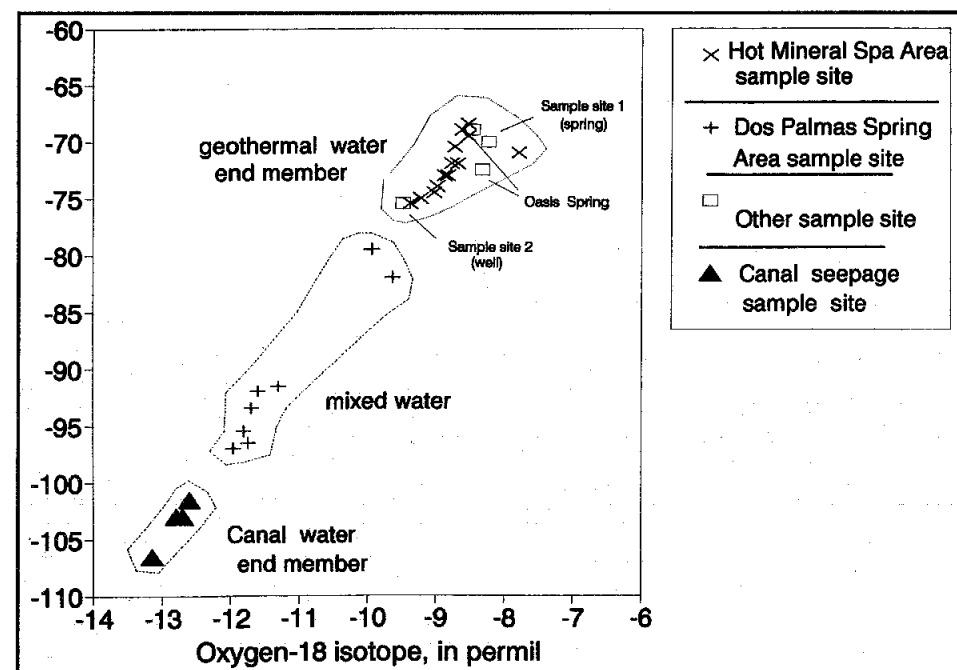 -60
-65
-70
-75
-80
-85
-90
-95
-100
-105
-110
-14
-13
-12
-11
-10
-9
-8
-7
-6
Oxygen-18 isotope, in permil
geothermal water
end member
Sample site 1
(spring)
Oasis Spring
Sample site 2
(well)
mixed water
Canal water
end member
Hot Mineral Spa Area
sample site
Dos Palmas Spring
Area sample site
Other sample site
Canal seepage
sample site